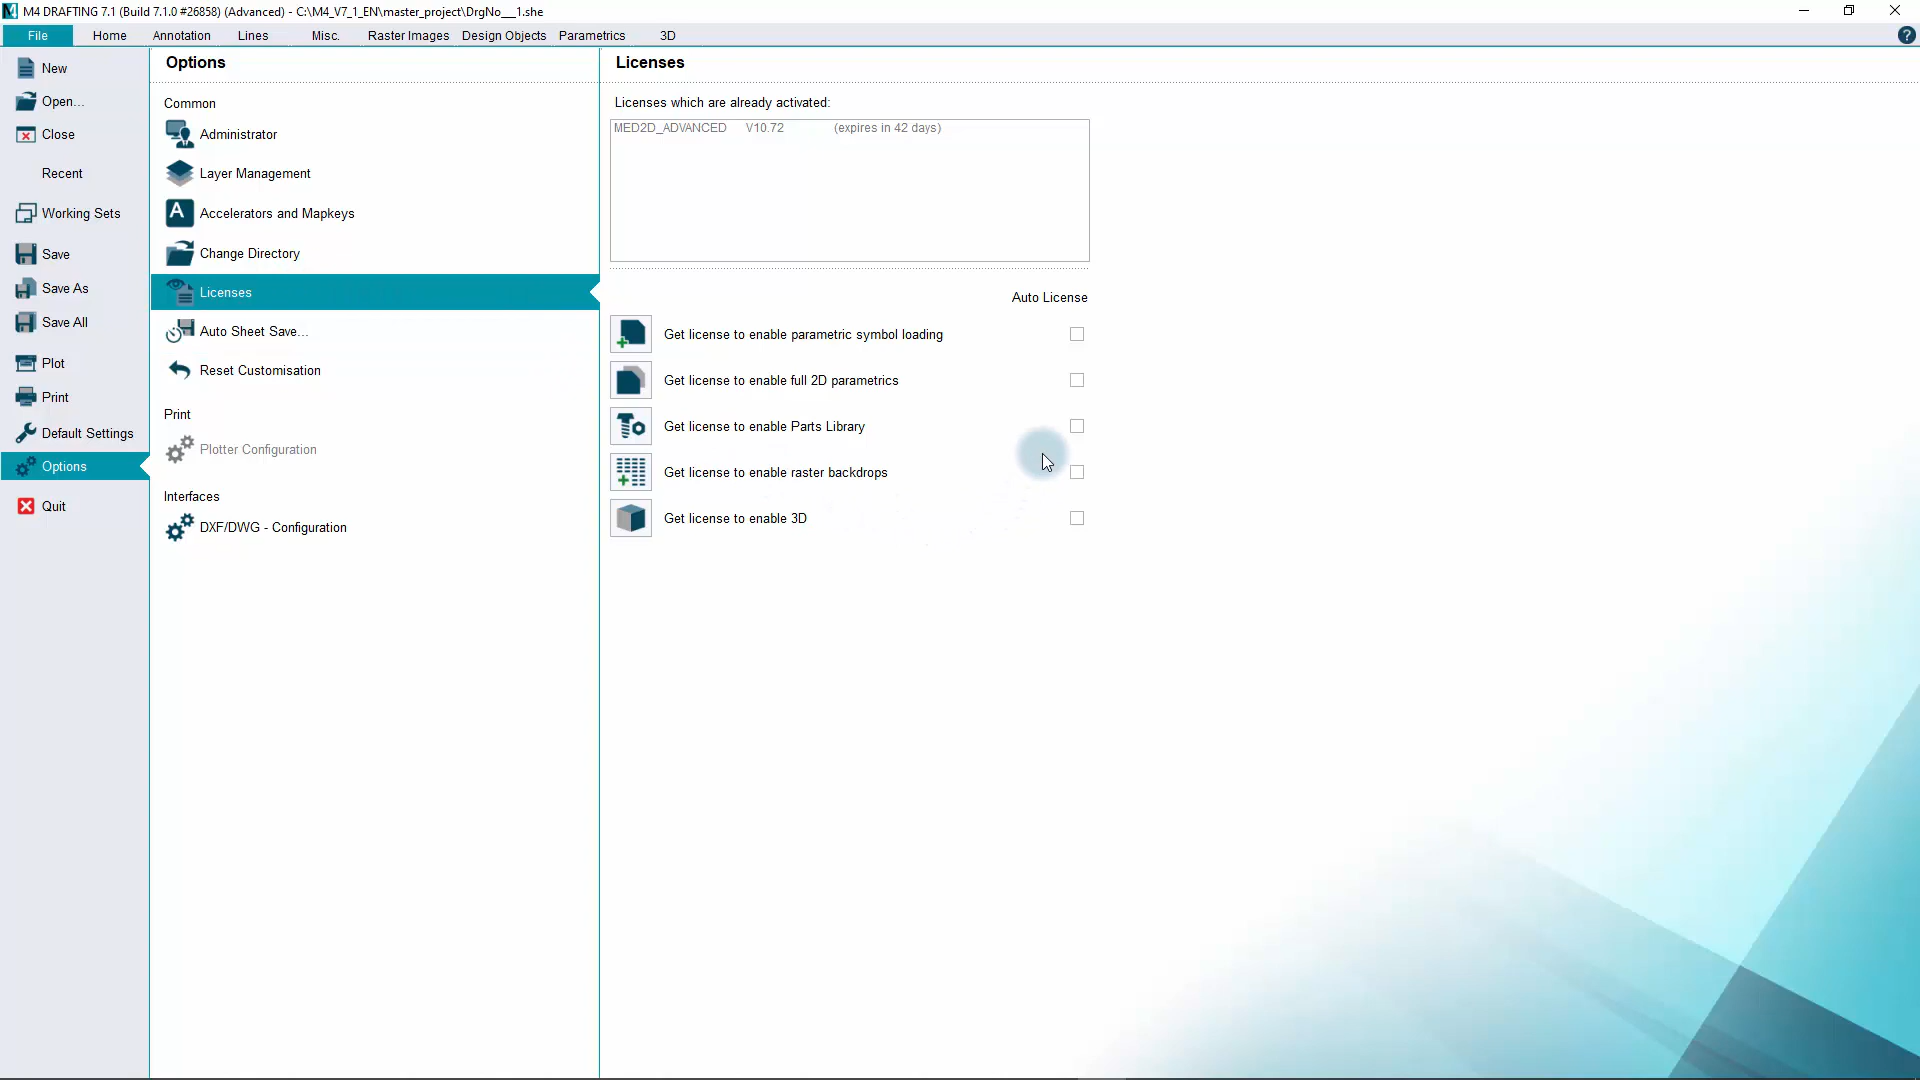 M4 DRAFTING 7.1 (Build 7.1.0 #26858) (Advanced) - C:\M4_V7_1_EN\master_project\DrgNo___1.she
File Home Annotation Lines Misc. Raster Images Design Objects Parametrics 3D ?
New
Open...
Close
Recent
Working Sets
Save
Save As
Save All
Plot
Print
Default Settings
Options
Quit
Options
Common
Administrator
Layer Management
A Accelerators and Mapkeys
Change Directory
Licenses
Auto Sheet Save...
Reset Customisation
Print
Plotter Configuration
Interfaces
DXF/DWG - Configuration
Licenses
Licenses which are already activated:
MED2D_ADVANCED V10.72 (expires in 42 days)
Auto License
Get license to enable parametric symbol loading
Get license to enable full 2D parametrics
Get license to enable Parts Library
Get license to enable raster backdrops
Get license to enable 3D